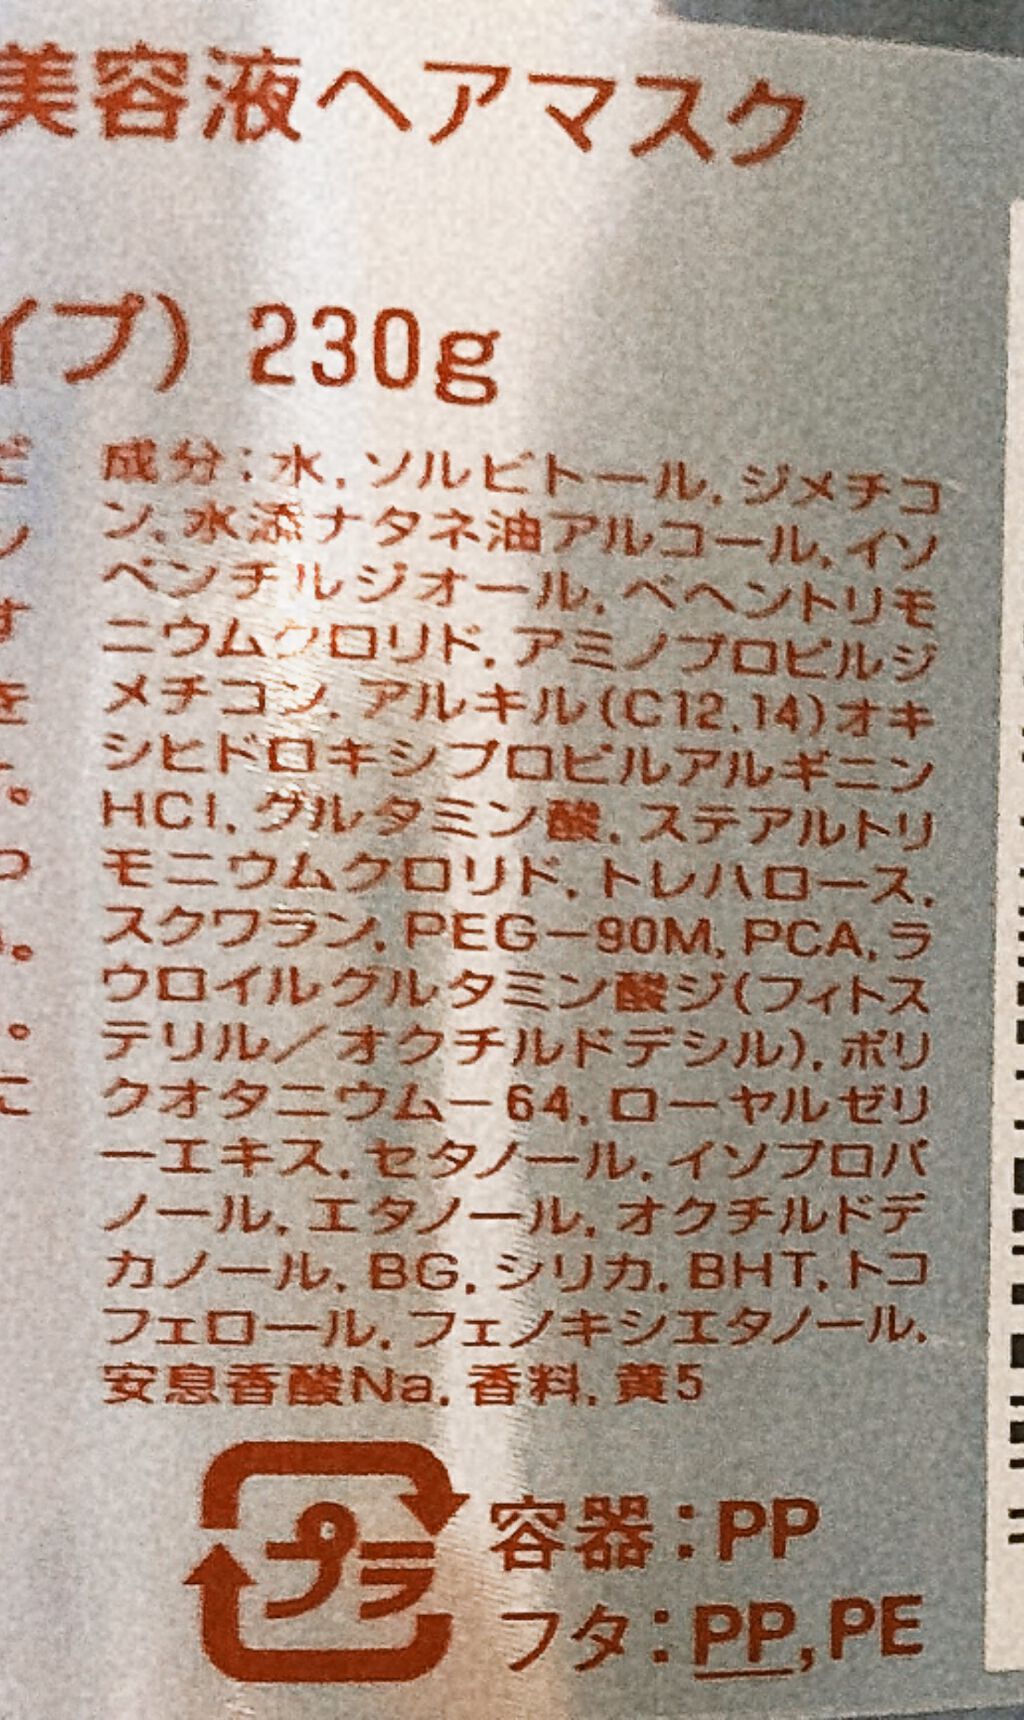 美容液ヘアマスク
イプ) 230g
成分：水，ソルビトール，ジメチコ
ン，水添ナタネ油アルコール，イソ
ペンチルジオール，ベヘントリモ
ニウムクロリド，アミノプロピルジ
メチコン，アルキル(C12,14)オキ
シヒドロキシプロピルアルギニン
HCl，グルタミン酸，ステアルトリ
モニウムクロリド，トレハロース，
スクワラン，PEG－90M，PCA，ラ
ウロイルグルタミン酸ジ(フィトス
テリル／オクチルドデシル)，ポリ
クオタニウム－64，ローヤルゼリ
ーエキス，セタノール，イソプロパ
ノール，エタノール，オクチルドデ
カノール，BG，シリカ，BHT，トコ
フェロール，フェノキシエタノール，
安息香酸Na，香料，黄5
プラ
容器：PP
フタ：PP,PE